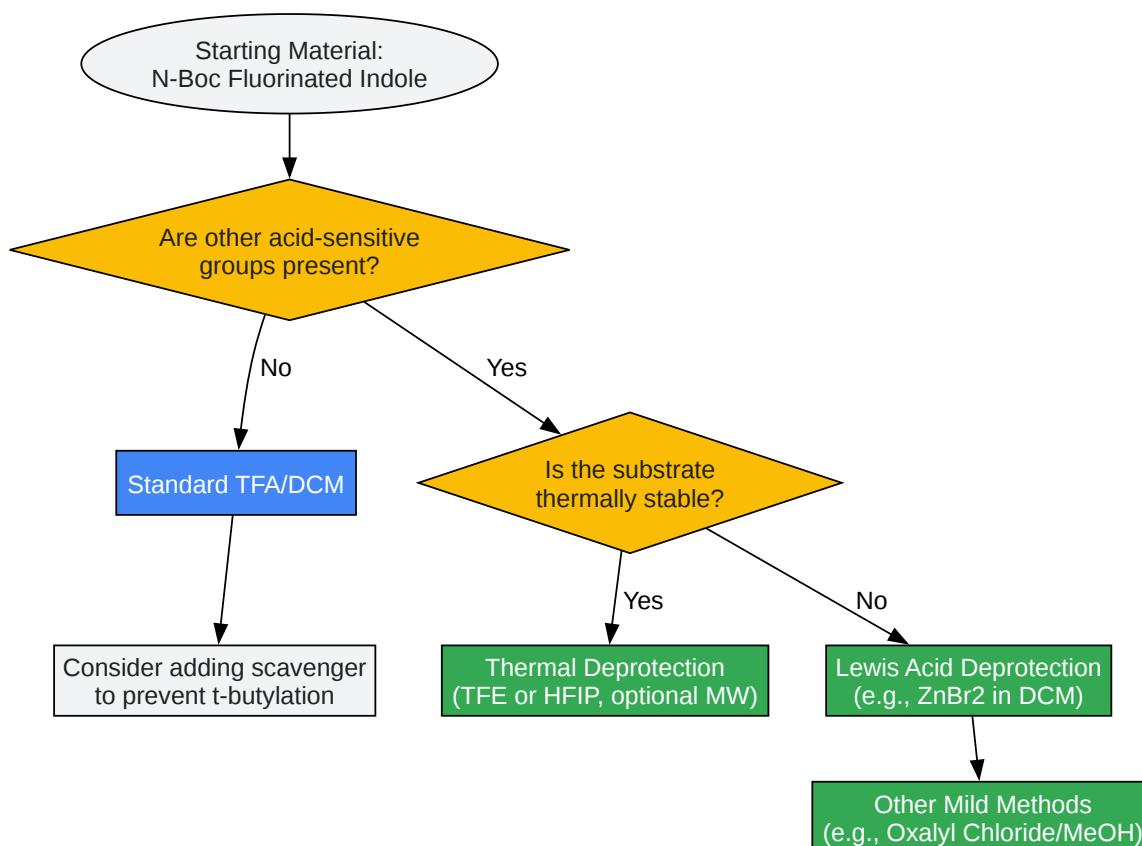 Starting Material:
N-Boc Fluorinated Indole
Are other acid-sensitive
groups present?
No
Yes
Standard TFA/DCM
Is the substrate
thermally stable?
Yes
No
Consider adding scavenger
to prevent t-butylation
Thermal Deprotection
(TFE or HFIP, optional MW)
Lewis Acid Deprotection
(e.g., ZnBr2 in DCM)
Other Mild Methods
(e.g., Oxalyl Chloride/MeOH)